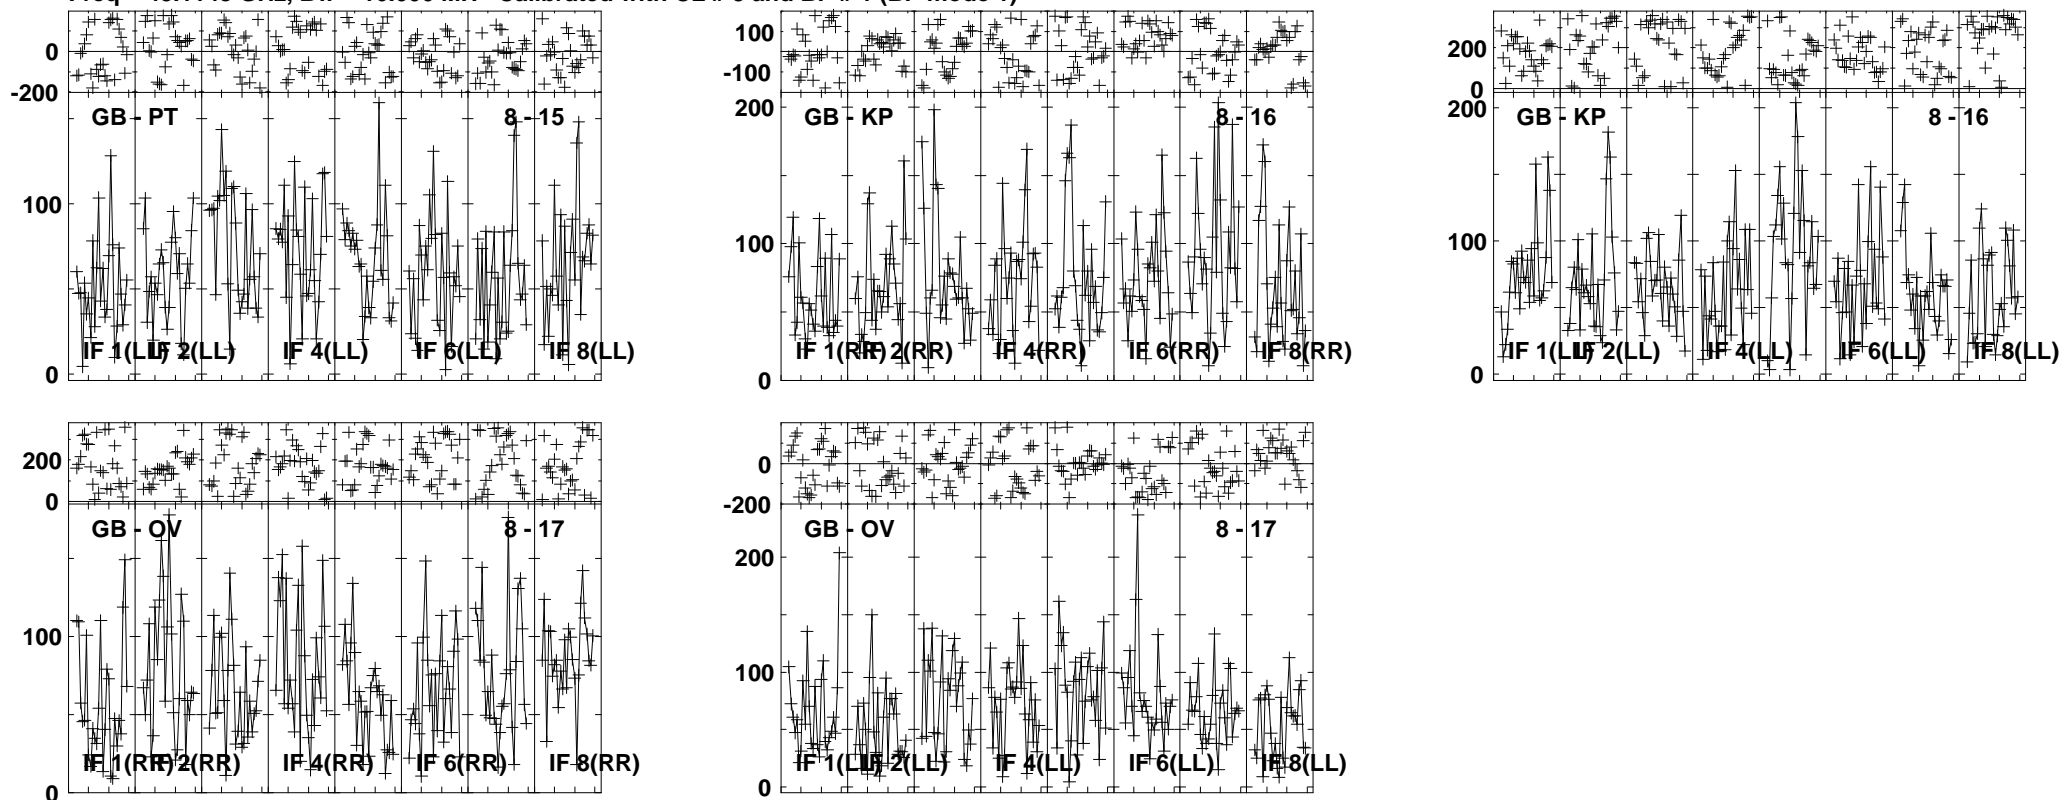 0
-200
GB - PT
8 - 15
100
0
IF 1(LL)
IF 2(LL)
IF 4(LL)
IF 6(LL)
IF 8(LL)
100
-100
200
GB - KP
8 - 16
100
0
IF 1(RR)
IF 2(RR)
IF 4(RR)
IF 6(RR)
IF 8(RR)
200
0
200
GB - KP
8 - 16
100
0
IF 1(LL)
IF 2(LL)
IF 4(LL)
IF 6(LL)
IF 8(LL)
200
0
GB - OV
8 - 17
100
0
IF 1(RR)
IF 2(RR)
IF 4(RR)
IF 6(RR)
IF 8(RR)
0
-200
GB - OV
8 - 17
200
100
0
IF 1(LL)
IF 2(LL)
IF 4(LL)
IF 6(LL)
IF 8(LL)